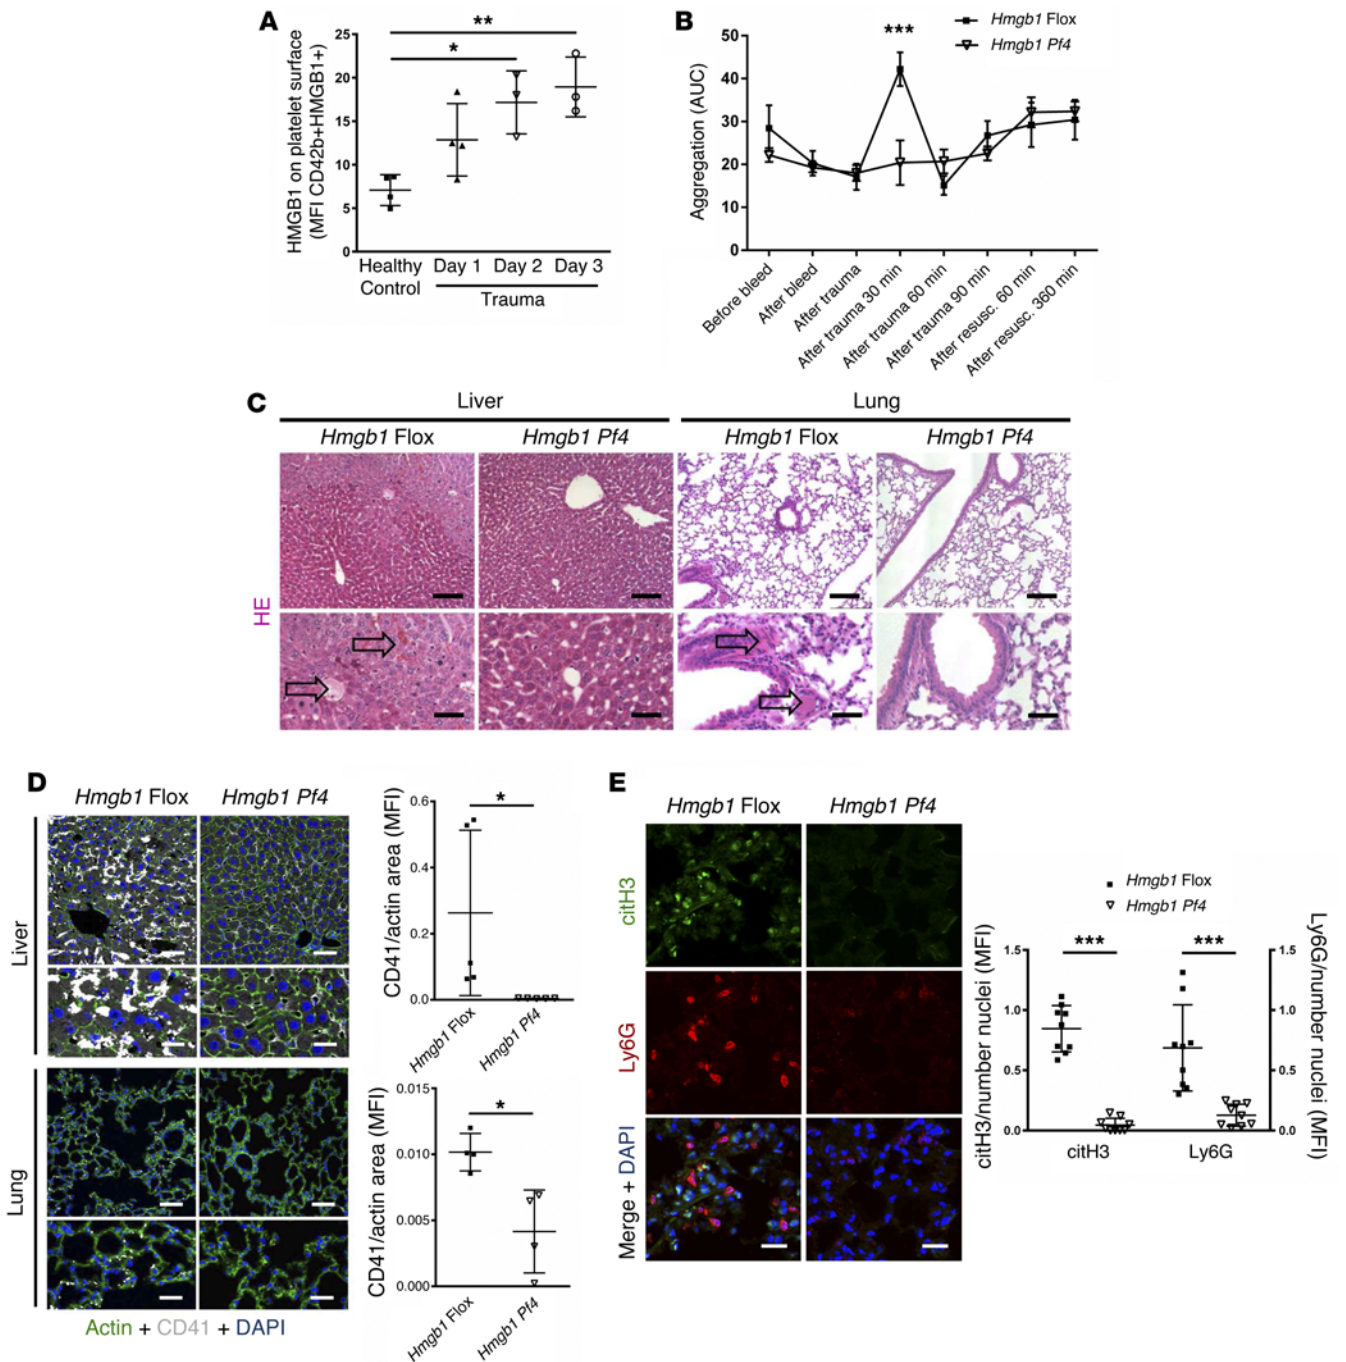 A
HMGB1 on platelet surface
(MFI CD42b+HMGB1+)
25
20
15
10
5
0
**
*
Healthy
Control
Day 1
Day 2
Day 3
Trauma
B
Hmgb1 Flox
Hmgb1 Pf4
***
Aggregation (AUC)
50
40
30
20
10
0
Before bleed
After bleed
After trauma
After trauma 30 min
After trauma 60 min
After trauma 90 min
After resusc. 60 min
After resusc. 360 min
C
Liver
Lung
Hmgb1 Flox
Hmgb1 Pf4
Hmgb1 Flox
Hmgb1 Pf4
HE
D
Hmgb1 Flox
Hmgb1 Pf4
Liver
Lung
Actin + CD41 + DAPI
CD41/actin area (MFI)
0.6
0.4
0.2
0.0
*
Hmgb1 Flox
Hmgb1 Pf4
CD41/actin area (MFI)
0.015
0.010
0.005
0.000
*
Hmgb1 Flox
Hmgb1 Pf4
E
Hmgb1 Flox
Hmgb1 Pf4
citH3
Ly6G
Merge + DAPI
Hmgb1 Flox
Hmgb1 Pf4
citH3/number nuclei (MFI)
1.5
1.0
0.5
0.0
***
***
citH3
Ly6G
1.5
1.0
0.5
0.0
Ly6G/number nuclei (MFI)